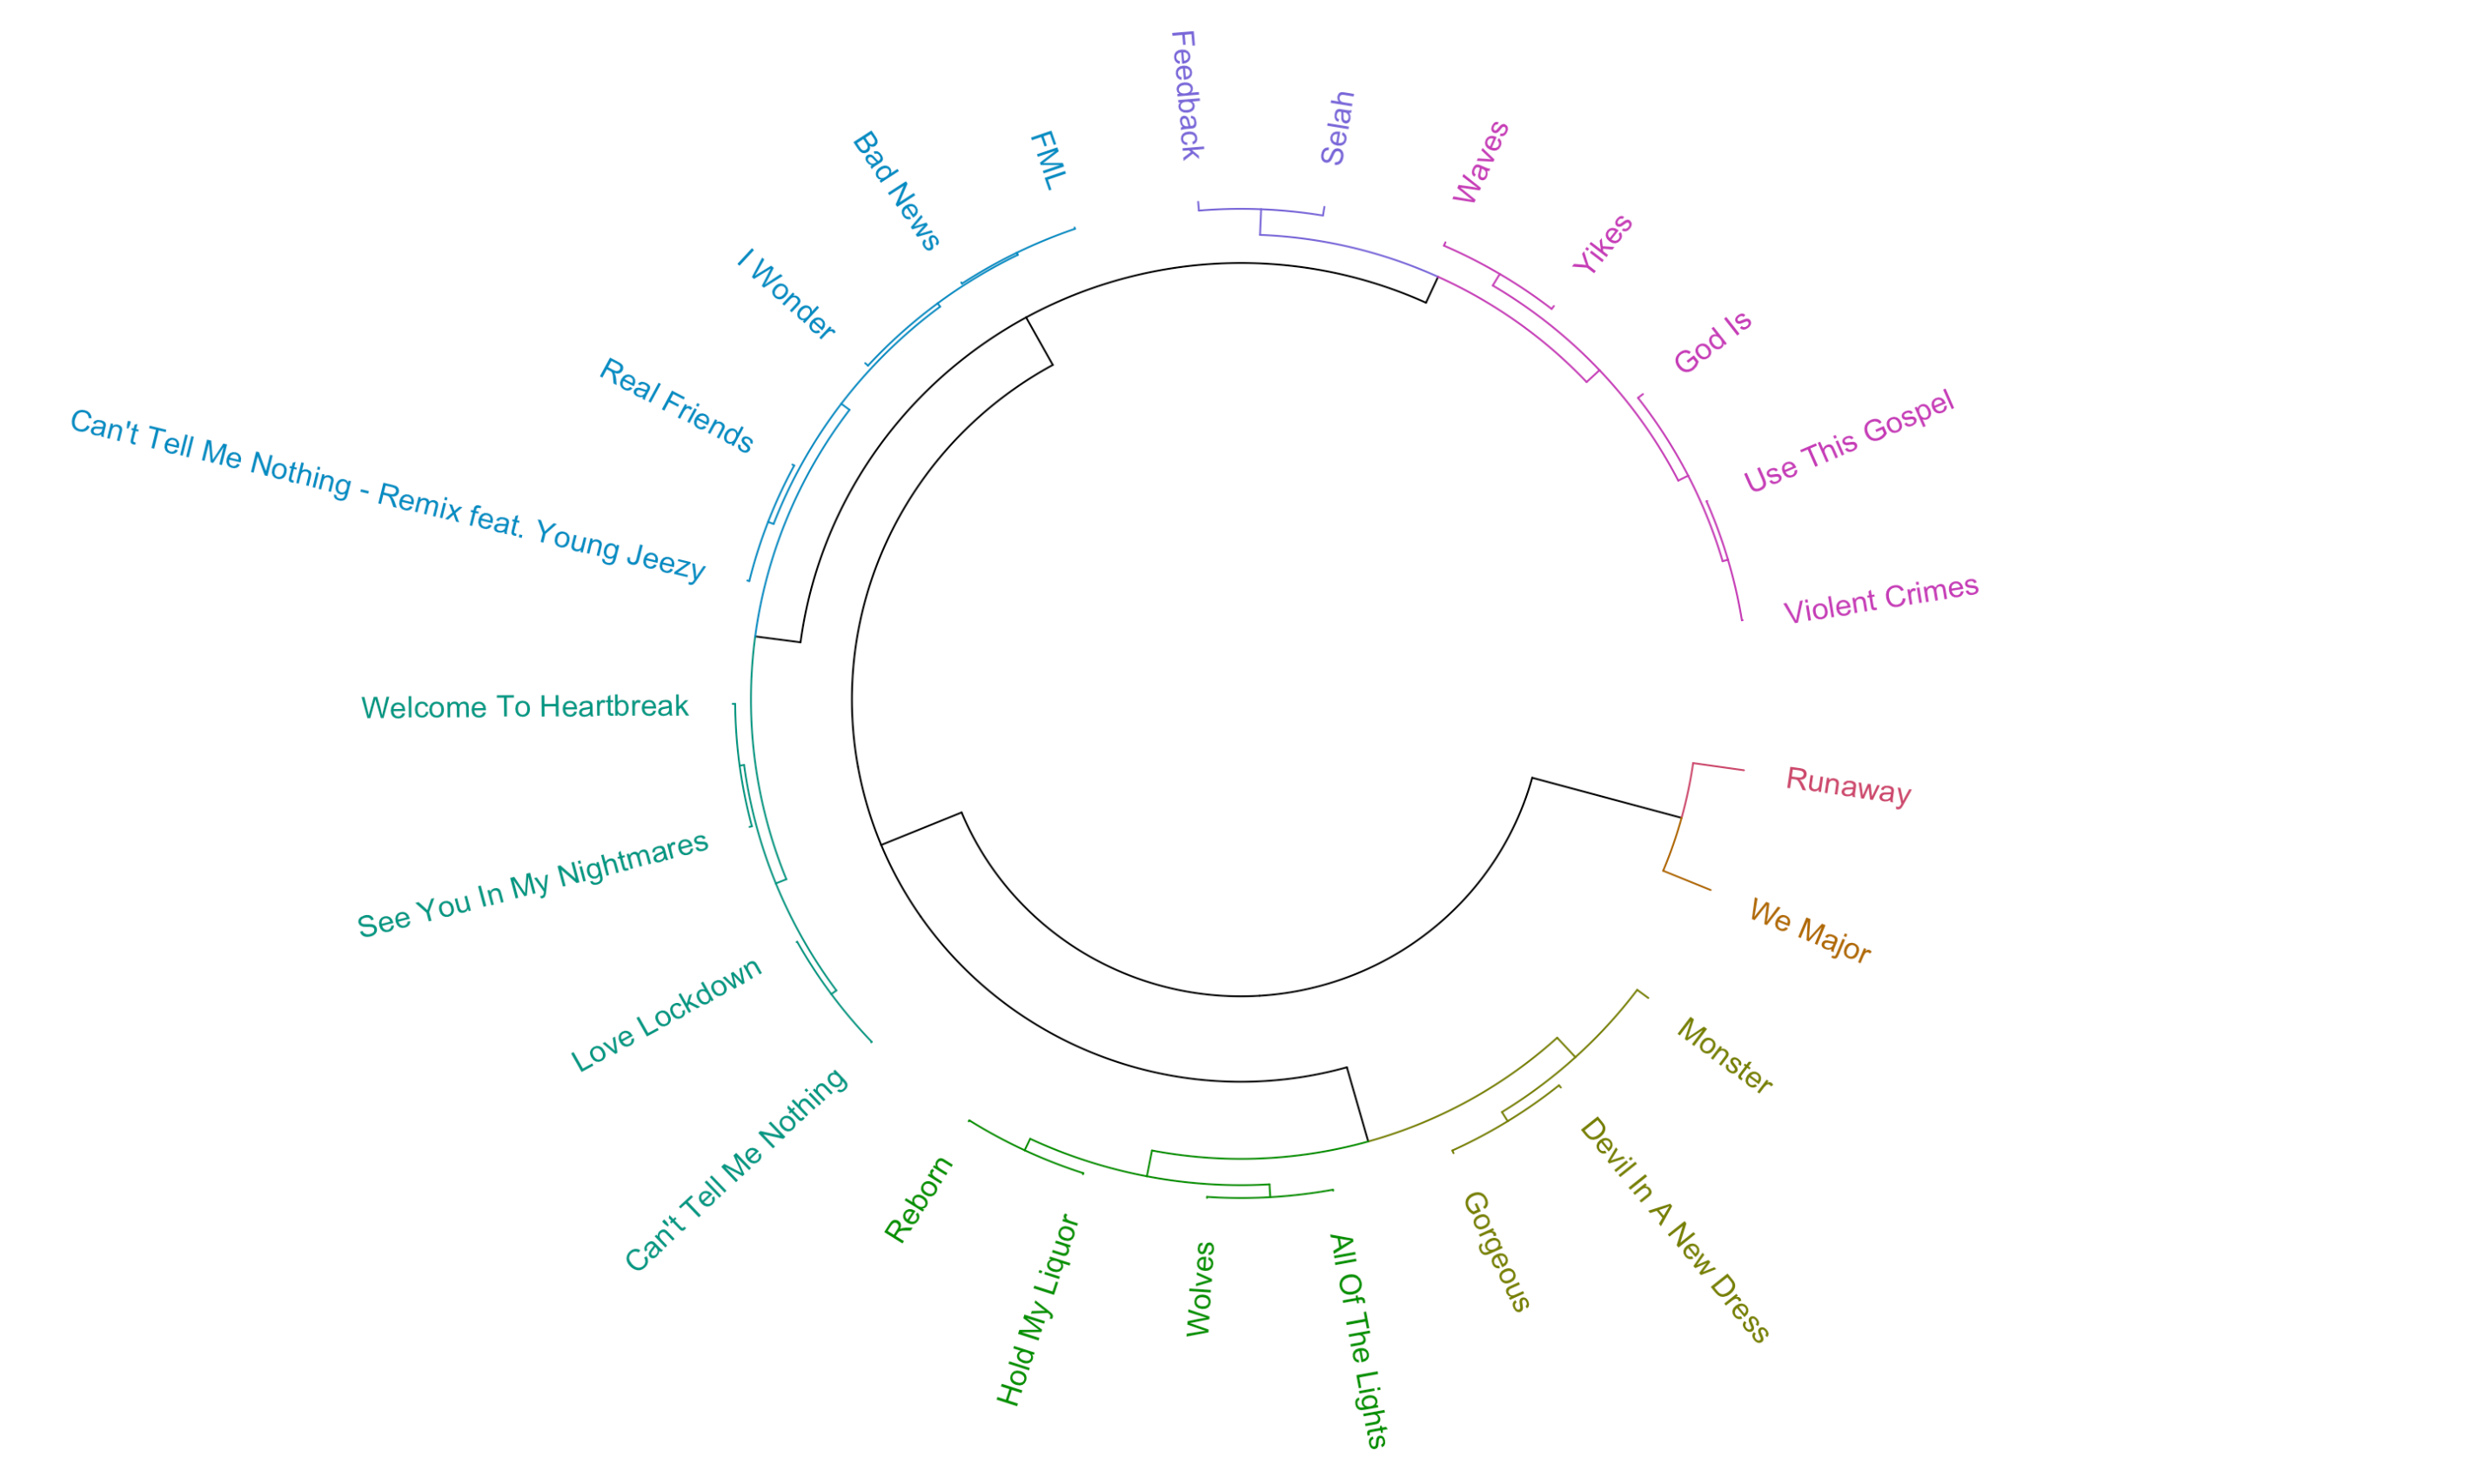 Feedback
Selah
Waves
Yikes
God Is
Use This Gospel
Violent Crimes
Runaway
We Major
Monster
Devil In A New Dress
Gorgeous
All Of The Lights
Wolves
Hold My Liquor
Reborn
Can't Tell Me Nothing
Love Lockdown
See You In My Nightmares
Welcome To Heartbreak
Can't Tell Me Nothing - Remix feat. Young Jeezy
Real Friends
I Wonder
Bad News
FML